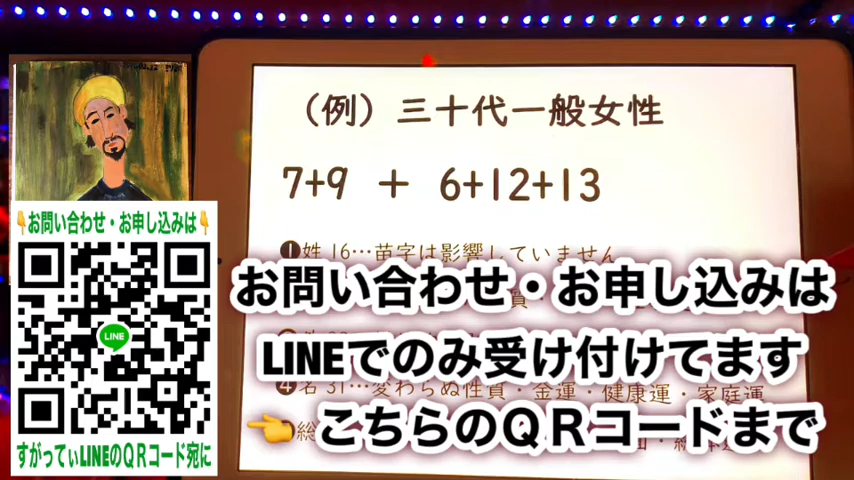 （例）三十代一般女性
7+9 ＋ 6+12+13
❶姓 16…苗字は影響していません
👇お問い合わせ・お申し込みは👇
LINE
すがってぃLINEのQRコード宛に
お問い合わせ・お申し込みは
LINEでのみ受け付けてます
❹名 31…変わらぬ性質・金運・健康運・家庭運
👉こちらのQRコードまで